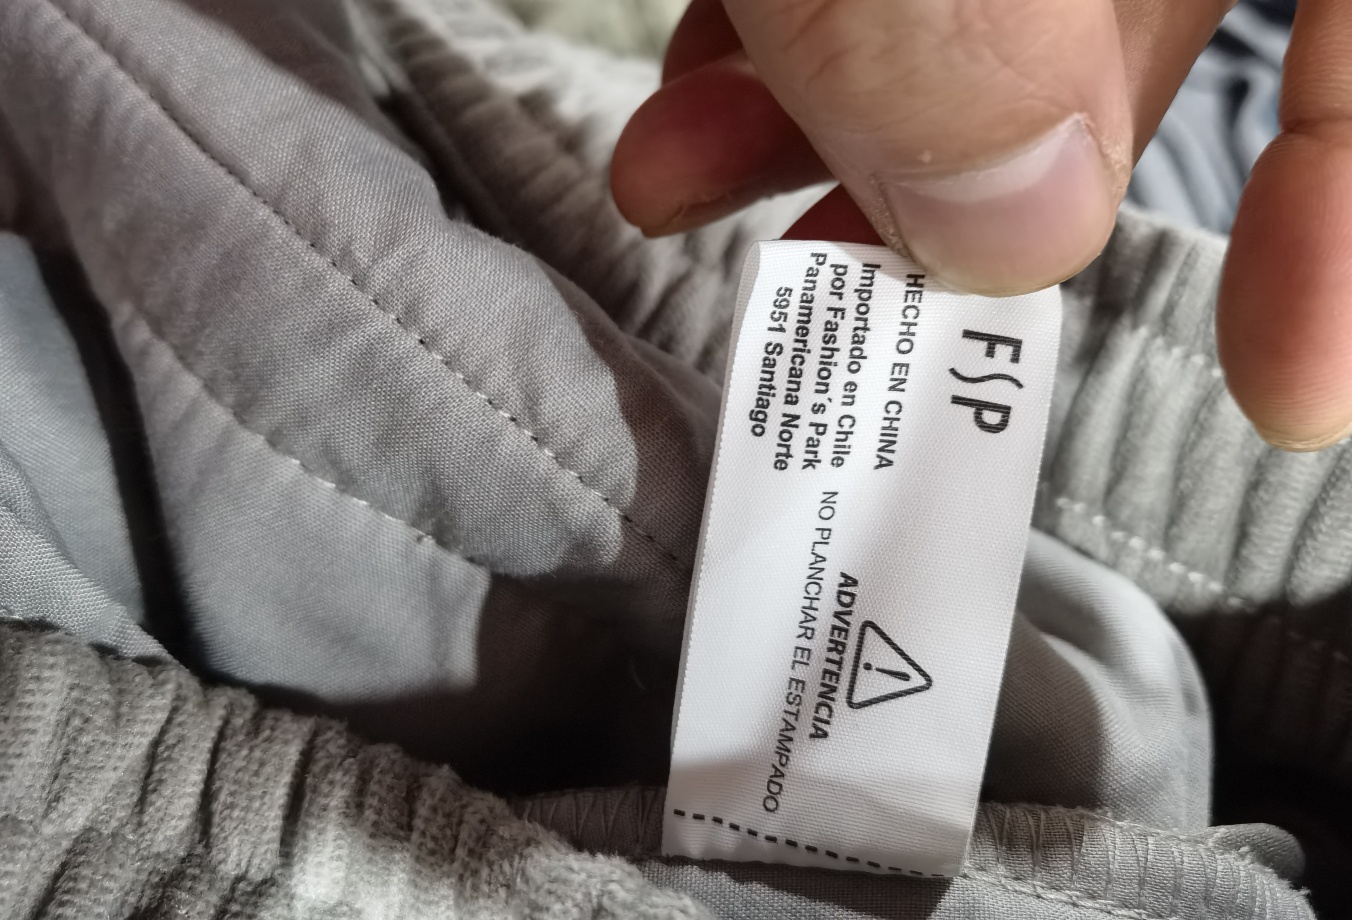 FSP
HECHO EN CHINA
Importado en Chile
por Fashion´s Park
Panamericana Norte
5951 Santiago
!
ADVERTENCIA
NO PLANCHAR EL ESTAMPADO